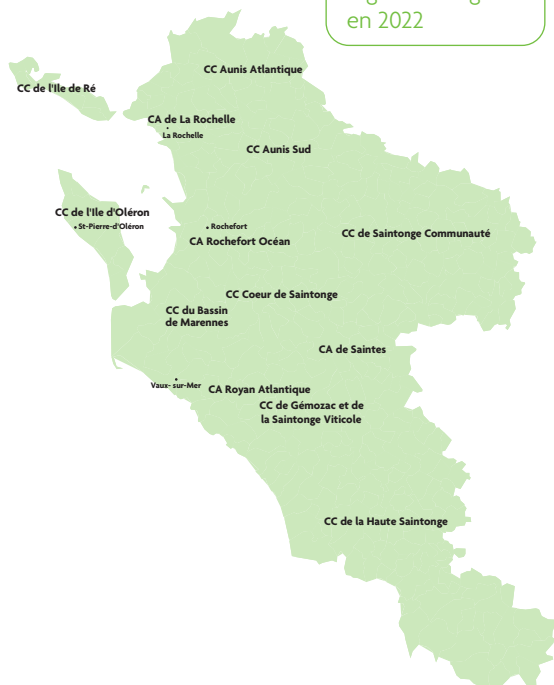 en 2022
CC Aunis Atlantique
CC de l'Ile de Ré
CA de La Rochelle
La Rochelle
CC Aunis Sud
CC de l'Ile d'Oléron
St-Pierre-d'Oléron
Rochefort
CA Rochefort Océan
CC de Saintonge Communauté
CC Coeur de Saintonge
CC du Bassin
de Marennes
CA de Saintes
Vaux- sur-Mer
CA Royan Atlantique
CC de Gémozac et de
la Saintonge Viticole
CC de la Haute Saintonge